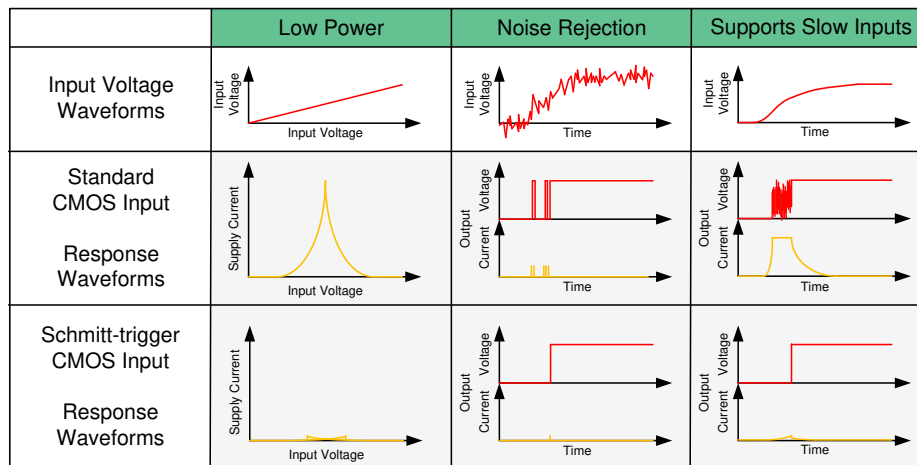 Low Power
Noise Rejection
Supports Slow Inputs
Input Voltage
Waveforms
Input
Voltage
Input Voltage
Input
Voltage
Time
Input
Voltage
Time
Standard
CMOS Input
Response
Waveforms
Supply Current
Input Voltage
Output
Voltage
Current
Time
Output
Voltage
Current
Time
Schmitt-trigger
CMOS Input
Response
Waveforms
Supply Current
Input Voltage
Output
Voltage
Current
Time
Output
Voltage
Current
Time